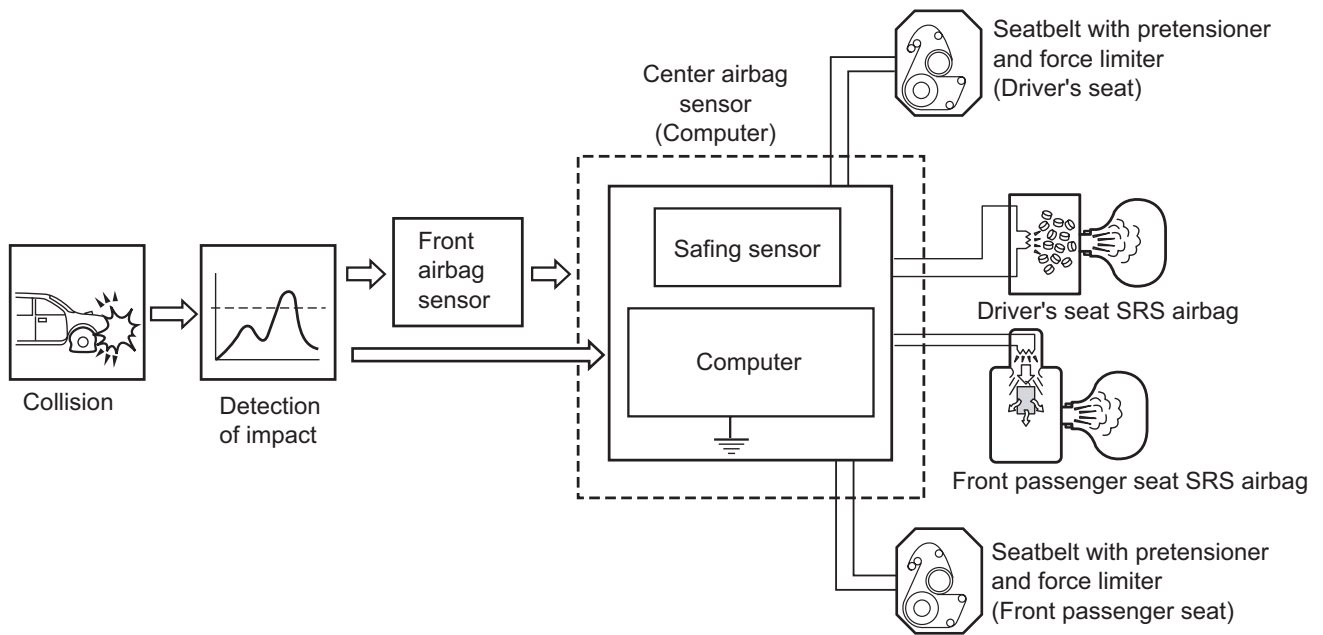 Seatbelt with pretensioner
and force limiter
(Driver's seat)
Center airbag
sensor
(Computer)
Front
airbag
sensor
Safing sensor
Computer
Collision
Detection
of impact
Driver's seat SRS airbag
Front passenger seat SRS airbag
Seatbelt with pretensioner
and force limiter
(Front passenger seat)